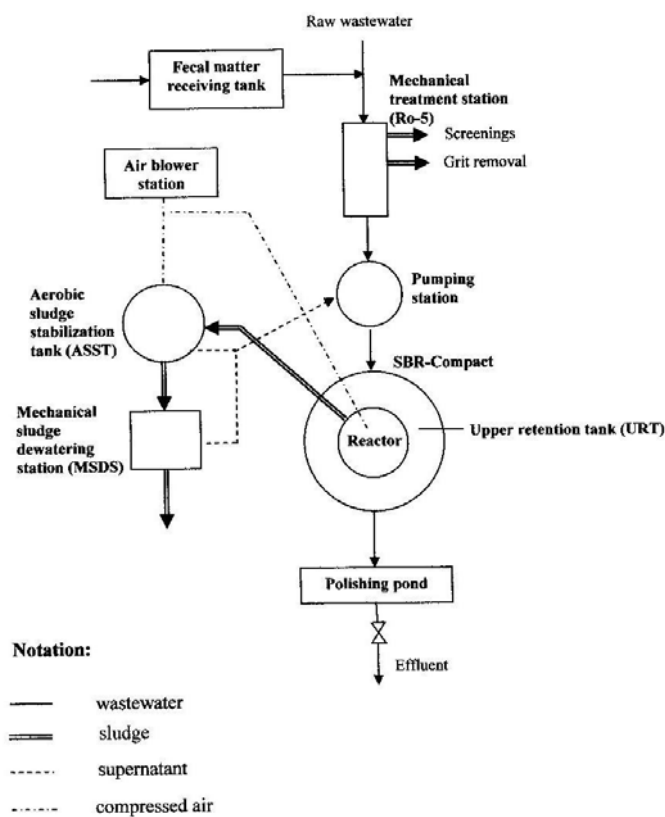 Raw wastewater
Fecal matter
receiving tank
Mechanical
treatment station
(Ro-5)
Screenings
Grit removal
Air blower
station
Pumping
station
Aerobic
sludge
stabilization
tank (ASST)
SBR-Compact
Mechanical
sludge
dewatering
station (MSDS)
Reactor
Upper retention tank (URT)
Polishing pond
Effluent
Notation:
wastewater
sludge
supernatant
compressed air